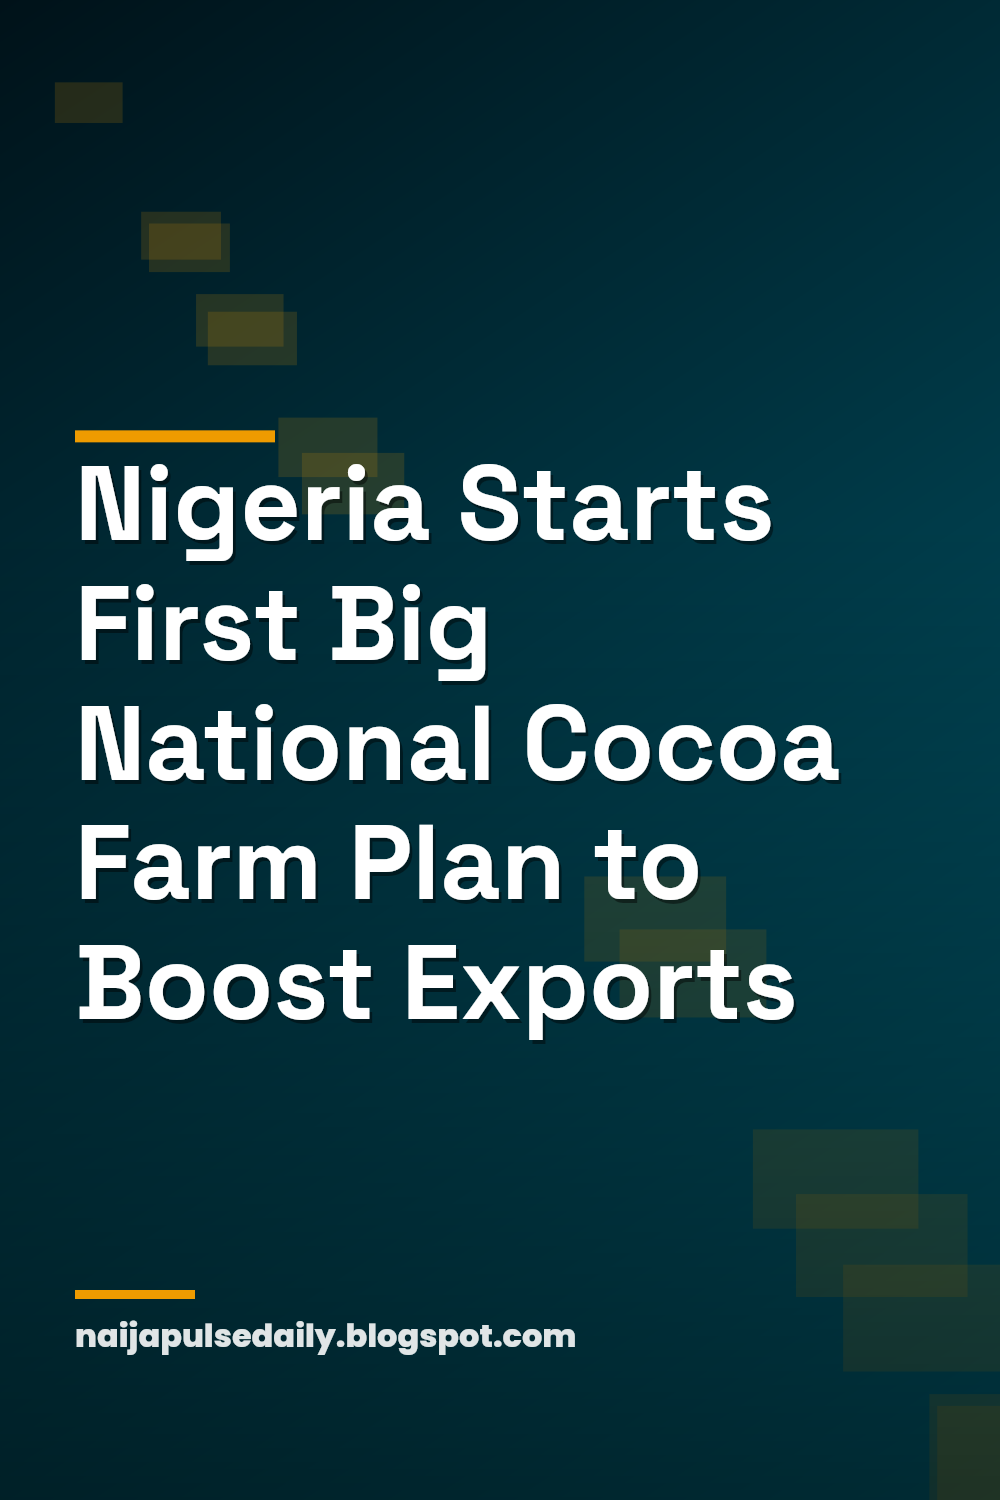 Nigeria Starts
First Big
National Cocoa
Farm Plan to
Boost Exports
naijapulsedaily.blogspot.com